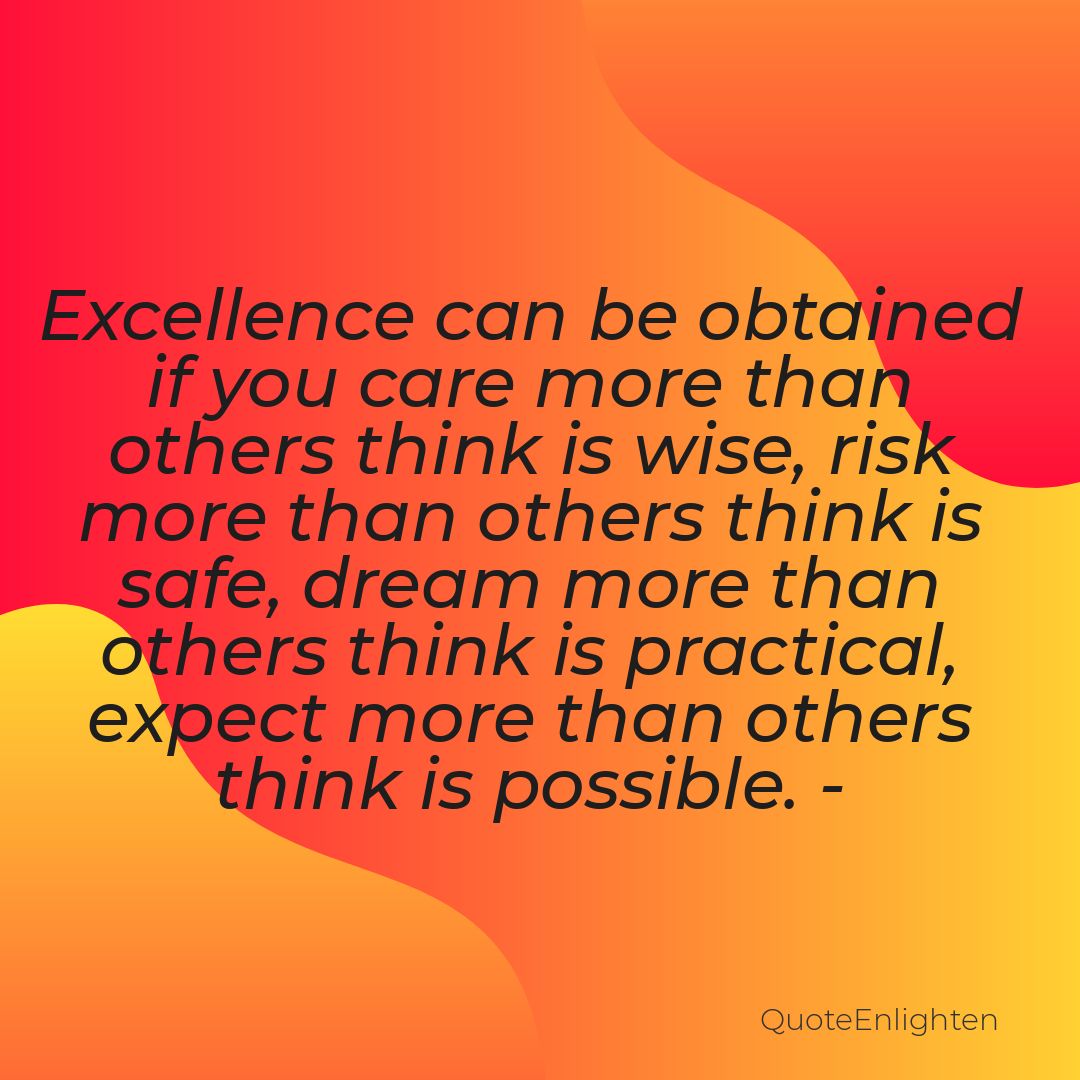 Excellence can be obtained
if you care more than
others think is wise, risk
more than others think is
safe, dream more than
others think is practical,
expect more than others
think is possible. -
QuoteEnlighten